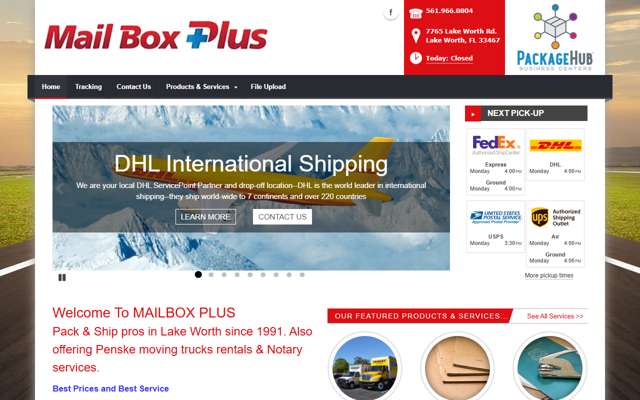 Mail Box Plus
f
561.966.0804
7765 Lake Worth Rd.
Lake Worth, FL 33467
Today: Closed
PACKAGEHUB
BUSINESS CENTERS
Home
Tracking
Contact Us
Products & Services
File Upload
DHL International Shipping
We are your local DHL ServicePoint Partner and drop-off location--DHL is the world leader in international
shipping--they ship world-wide to 7 continents and over 220 countries
LEARN MORE
CONTACT US
NEXT PICK-UP
FedEx
Authorized ShipCenter
Express
Monday 4:00 PM
Ground
Monday 4:00 PM
DHL
DHL
Monday 4:00 PM
UNITED STATES
POSTAL SERVICE
Approved Postal Provider
USPS
Monday 3:30 PM
ups
Authorized
Shipping
Outlet
Air
Monday 4:00 PM
Ground
Monday 4:00 PM
More pickup times
Welcome To MAILBOX PLUS
Pack & Ship pros in Lake Worth since 1991. Also
offering Penske moving trucks rentals & Notary
services.
Best Prices and Best Service
OUR FEATURED PRODUCTS & SERVICES...
See All Services >>